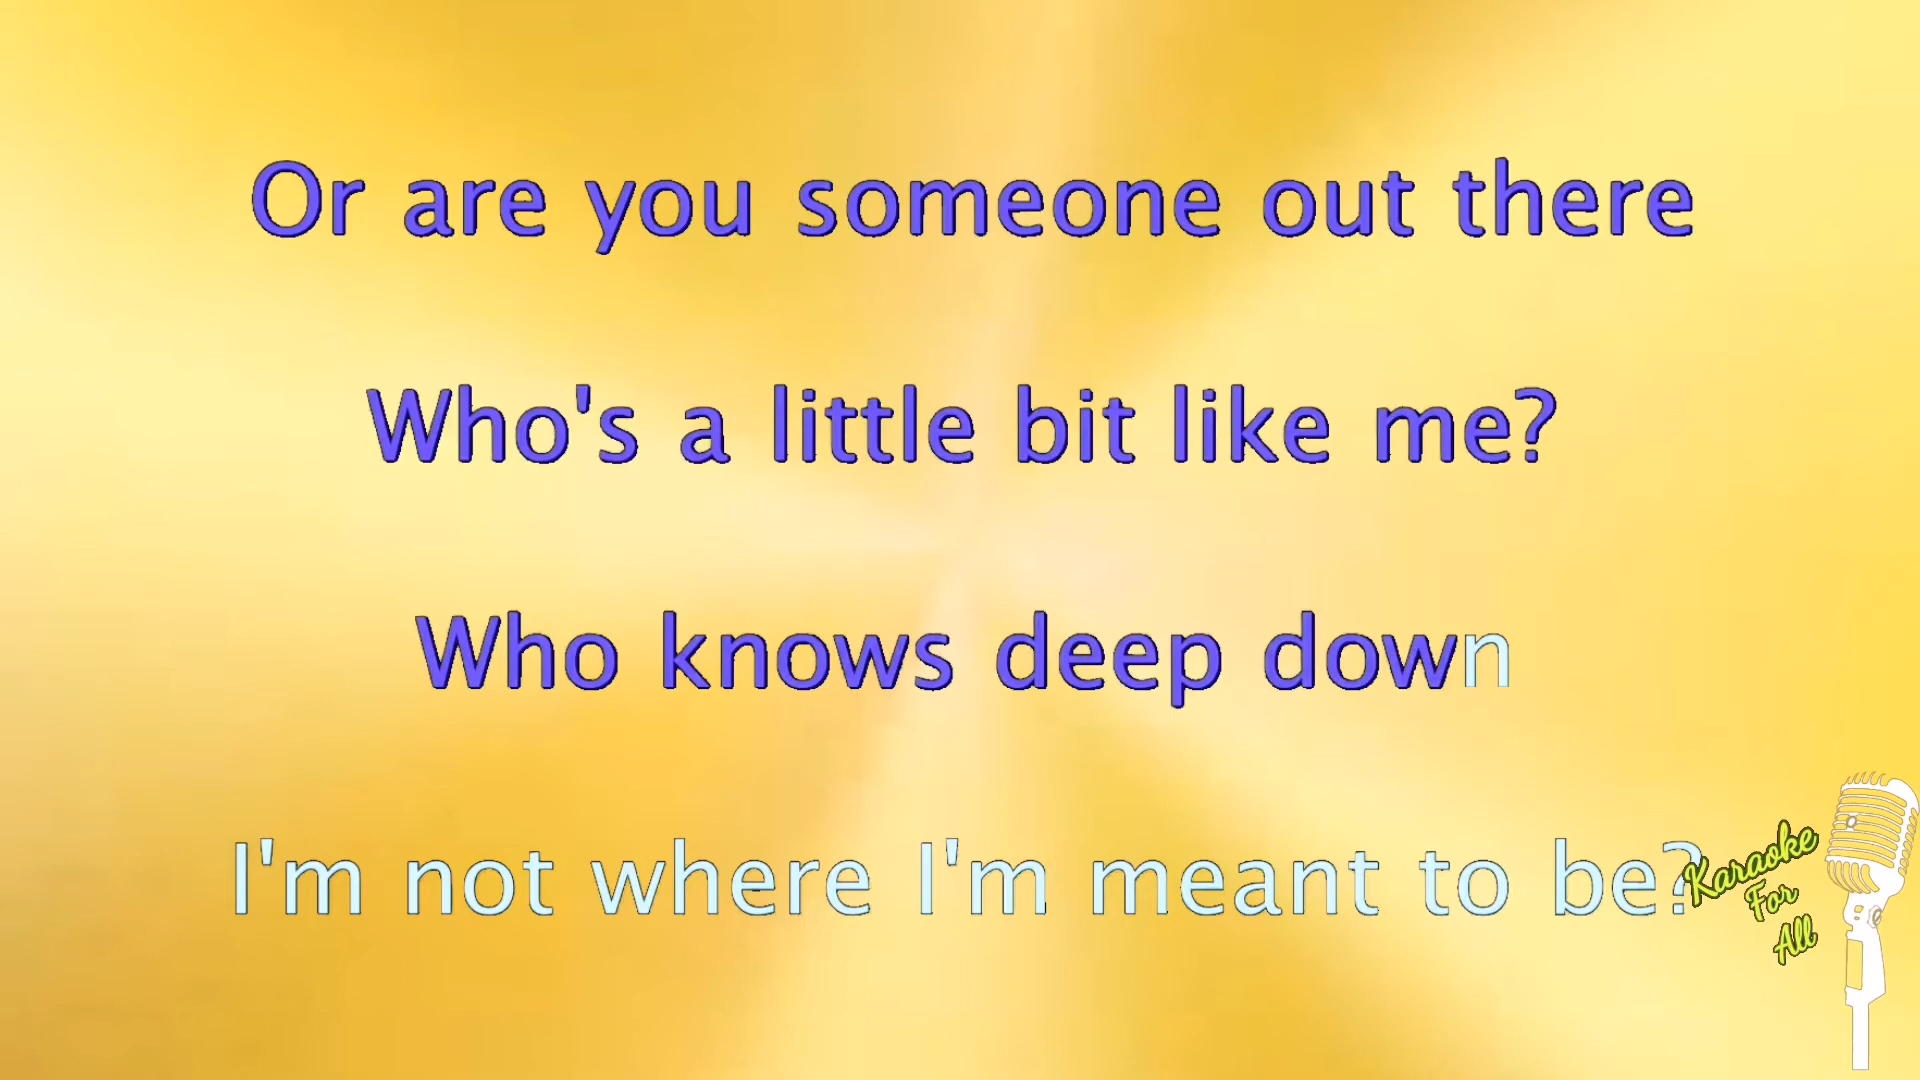 Or are you someone out there
Who's a little bit like me?
Who knows deep down
I'm not where I'm meant to be?
Karaoke
For
All